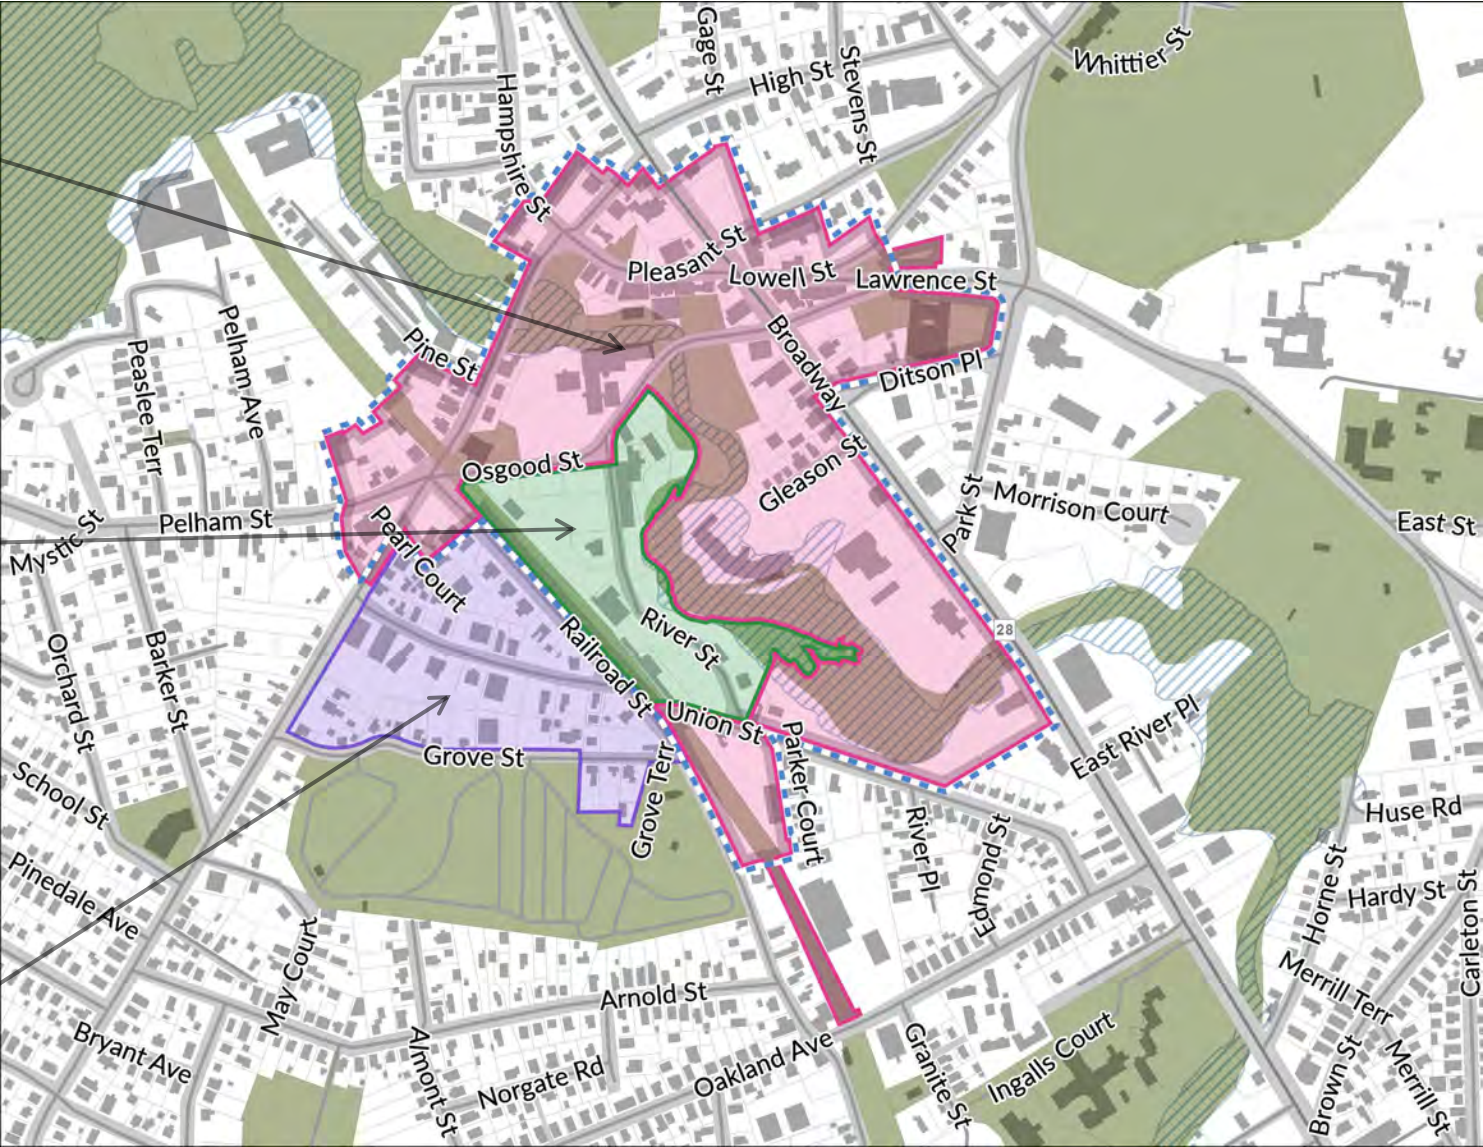 Gage St
Whittier St
High St
Stevens St
Hampshire St
Pleasant St
Lowell St
Lawrence St
Pelham Ave
Pine St
Broadway
Peaslee Terr
Ditson Pl
Osgood St
Gleason St
Park St
Morrison Court
Pelham St
Mystic St
Pearl Court
East St
River St
28
Railroad St
Orchard St
Barker St
Union St
Parker Court
East River Pl
Grove St
Grove Terr
School St
River Pl
Edmond St
Huse Rd
Horne St
Hardy St
Carleton St
Pinedale Ave
May Court
Arnold St
Merrill Terr
Bryant Ave
Almont St
Norgate Rd
Oakland Ave
Granite St
Ingalls Court
Brown St
Merrill St